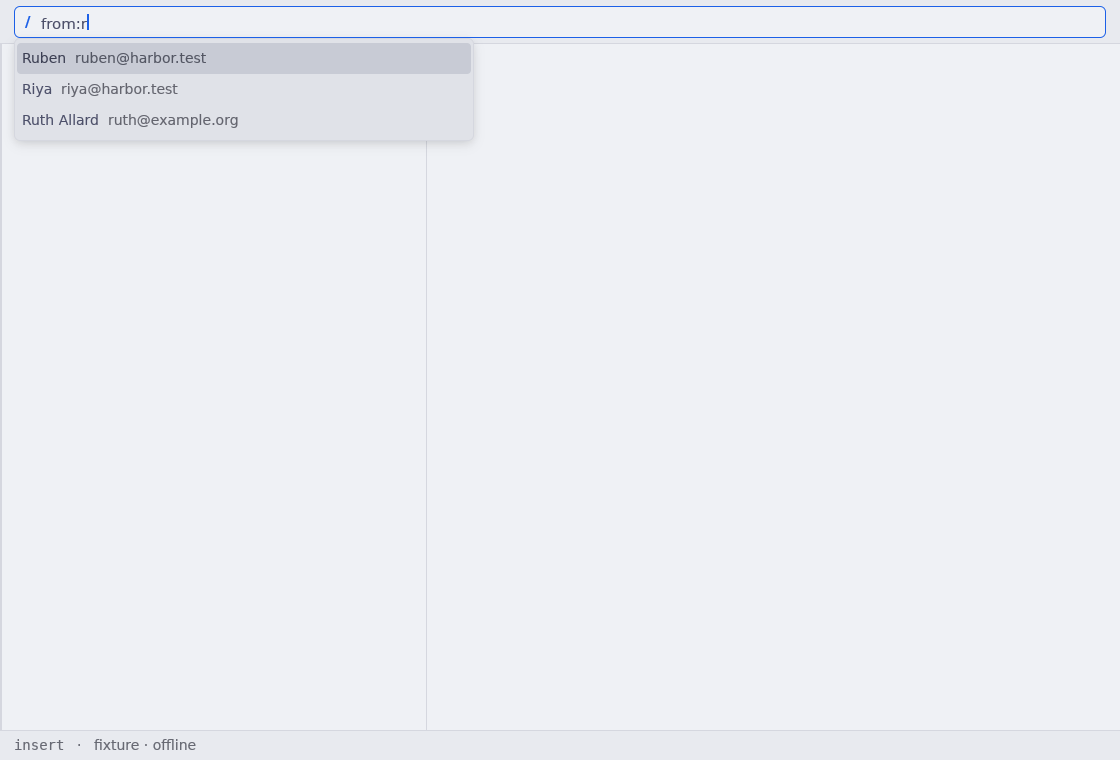 / from:r
Ruben ruben@harbor.test
Riya riya@harbor.test
Ruth Allard ruth@example.org
insert · fixture · offline